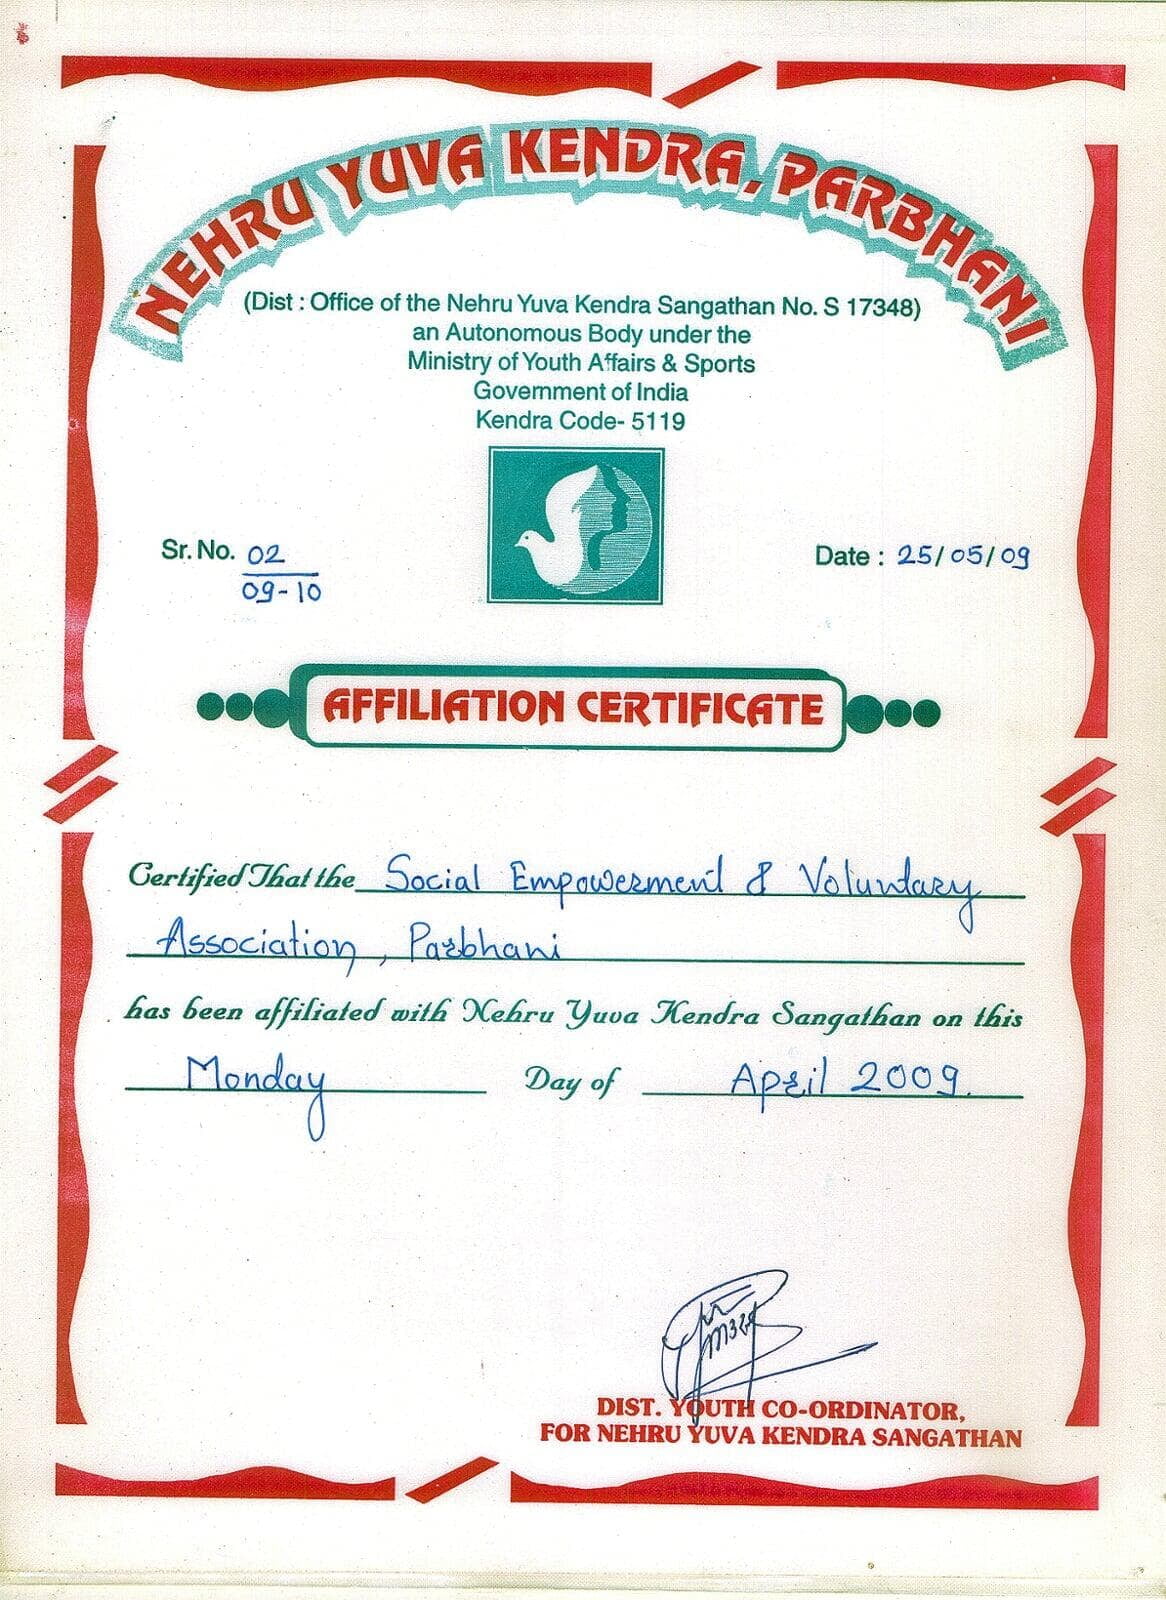 NEHRU YUVA KENDRA, PARBHANI
(Dist : Office of the Nehru Yuva Kendra Sangathan No. S 17348)
an Autonomous Body under the
Ministry of Youth Affairs & Sports
Government of India
Kendra Code- 5119
Sr. No. 02
09-10
Date : 25/05/09
AFFILIATION CERTIFICATE
Certified That the Social Empowerment & Voluntary
Association, Parbhani
has been affiliated with Nehru Yuva Kendra Sangathan on this
Monday Day of April 2009.
DIST. YOUTH CO-ORDINATOR,
FOR NEHRU YUVA KENDRA SANGATHAN